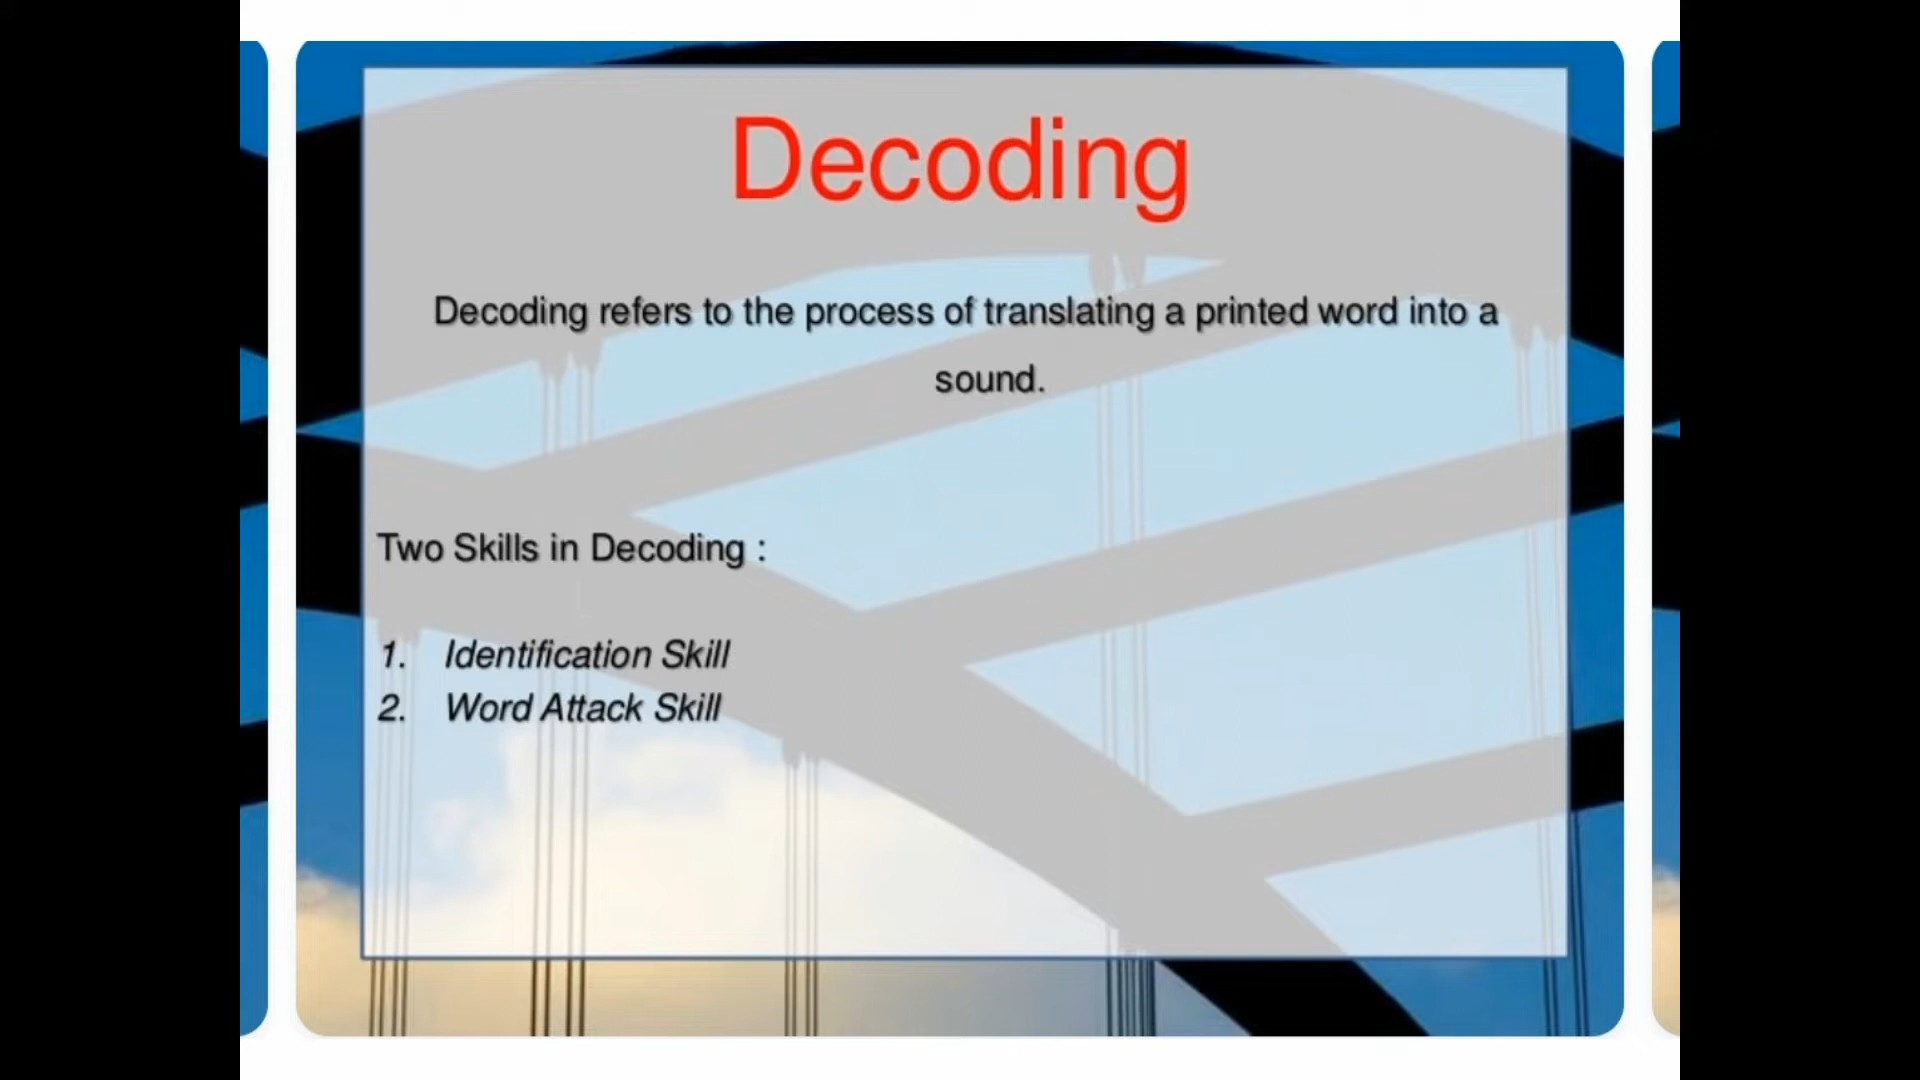 Decoding
Decoding refers to the process of translating a printed word into a
sound.
Two Skills in Decoding :
1. Identification Skill
2. Word Attack Skill